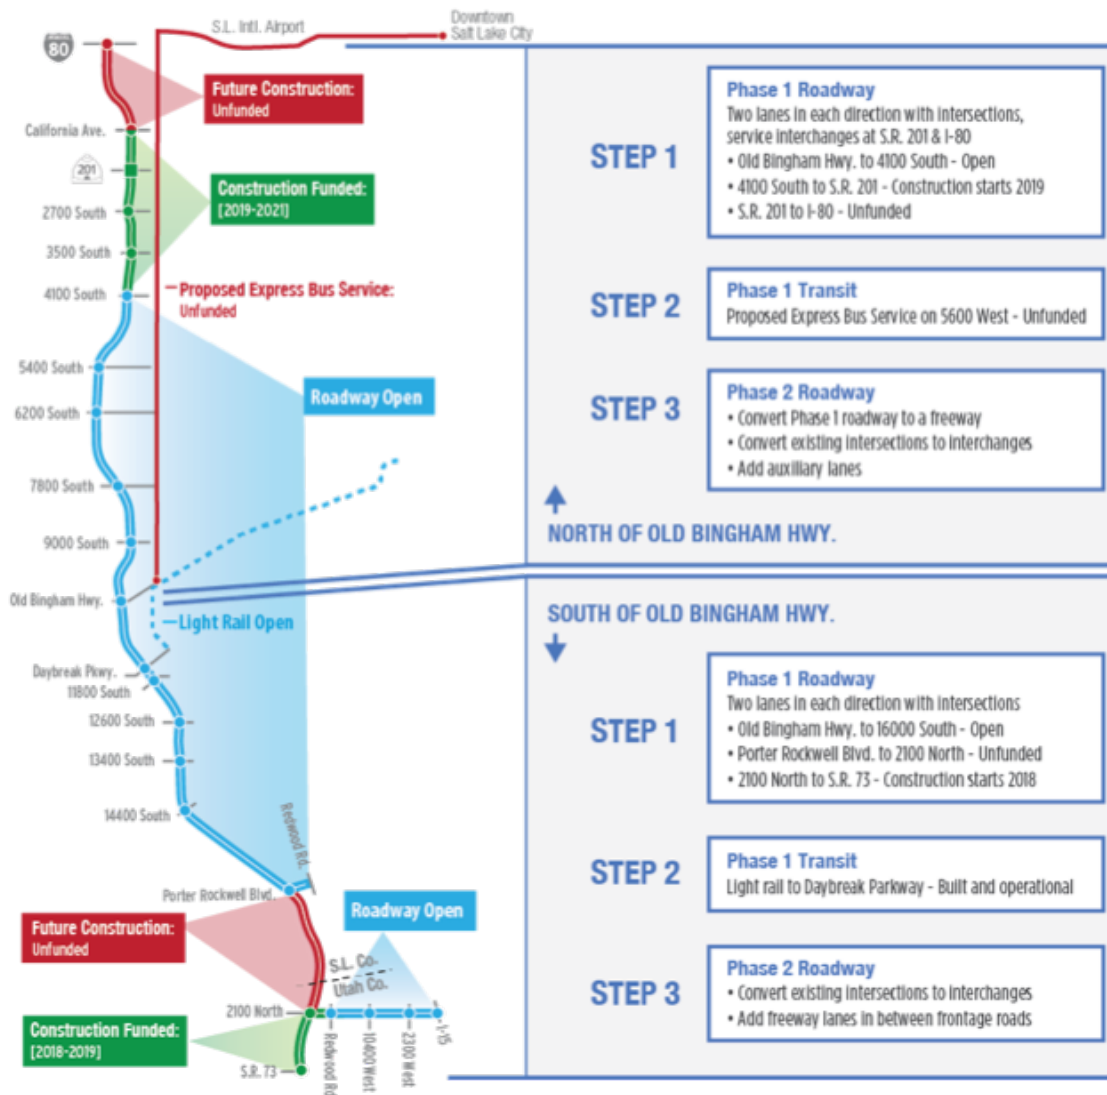 S.L. Intl. Airport
Downtown
Salt Lake City
80
Future Construction:
Unfunded
California Ave.
201
Construction Funded:
[2019-2021]
2700 South
3500 South
4100 South
Proposed Express Bus Service:
Unfunded
5400 South
Roadway Open
6200 South
7800 South
9000 South
Old Bingham Hwy.
Light Rail Open
Daybreak Pkwy.
11800 South
12600 South
13400 South
14400 South
Redwood Rd.
Porter Rockwell Blvd.
Roadway Open
Future Construction:
Unfunded
S.L. Co.
Utah Co.
2100 North
Construction Funded:
[2018-2019]
S.R. 73
Redwood Rd
10400 West
2300 West
I-15
STEP 1
Phase 1 Roadway
Two lanes in each direction with intersections,
service interchanges at S.R. 201 & I-80
• Old Bingham Hwy. to 4100 South - Open
• 4100 South to S.R. 201 - Construction starts 2019
• S.R. 201 to I-80 - Unfunded
STEP 2
Phase 1 Transit
Proposed Express Bus Service on 5600 West - Unfunded
STEP 3
Phase 2 Roadway
• Convert Phase 1 roadway to a freeway
• Convert existing intersections to interchanges
• Add auxiliary lanes
NORTH OF OLD BINGHAM HWY.
SOUTH OF OLD BINGHAM HWY.
STEP 1
Phase 1 Roadway
Two lanes in each direction with intersections
• Old Bingham Hwy. to 16000 South - Open
• Porter Rockwell Blvd. to 2100 North - Unfunded
• 2100 North to S.R. 73 - Construction starts 2018
STEP 2
Phase 1 Transit
Light rail to Daybreak Parkway - Built and operational
STEP 3
Phase 2 Roadway
• Convert existing intersections to interchanges
• Add freeway lanes in between frontage roads